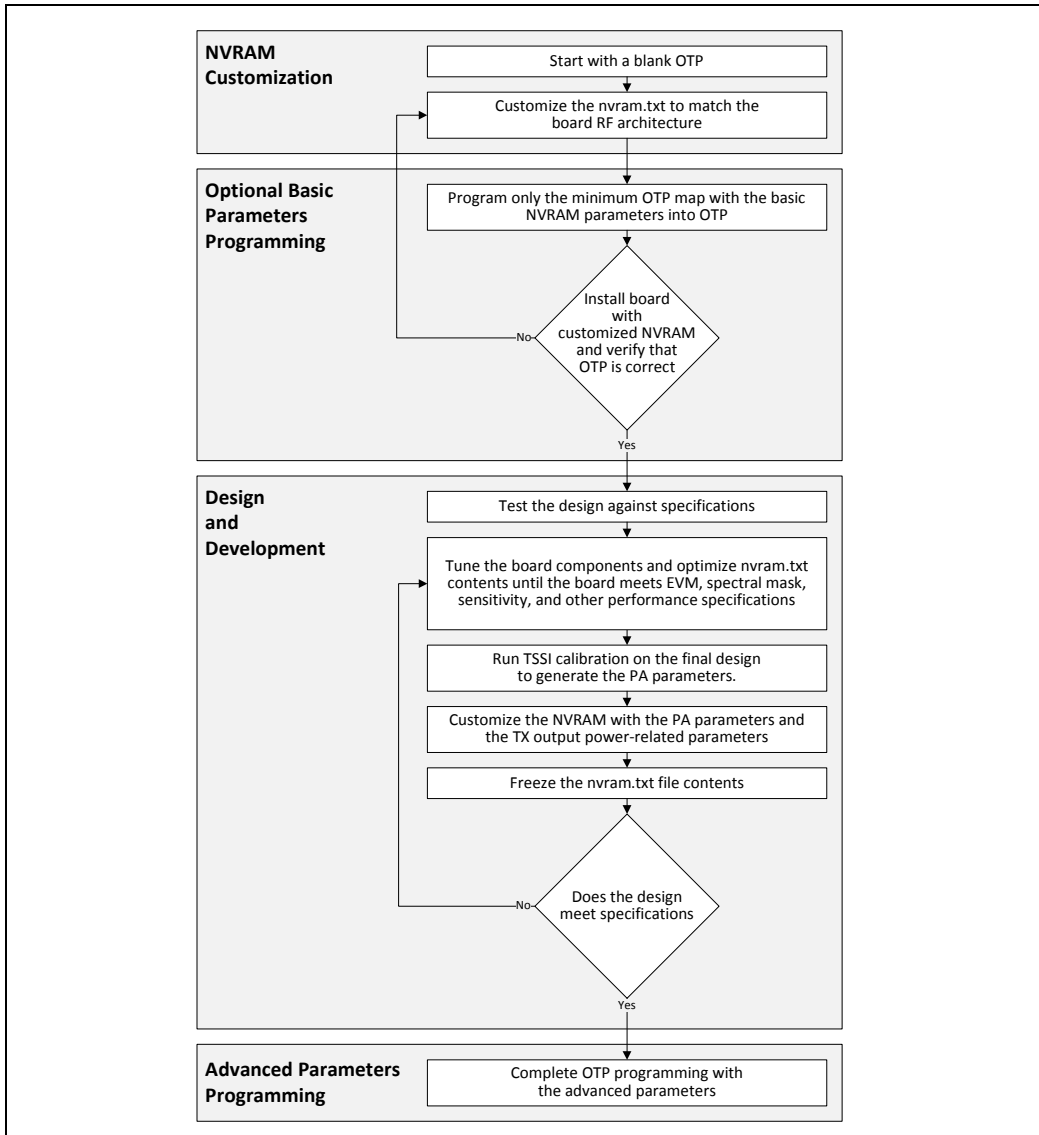 NVRAM
Customization
Start with a blank OTP
Customize the nvram.txt to match the
board RF architecture
Optional Basic
Parameters
Programming
Program only the minimum OTP map with the basic
NVRAM parameters into OTP
Install board
with
customized NVRAM
and verify that
OTP is correct
No
Yes
Design
and
Development
Test the design against specifications
Tune the board components and optimize nvram.txt
contents until the board meets EVM, spectral mask,
sensitivity, and other performance specifications
Run TSSI calibration on the final design
to generate the PA parameters.
Customize the NVRAM with the PA parameters and
the TX output power-related parameters
Freeze the nvram.txt file contents
Does the design
meet specifications
No
Yes
Advanced Parameters
Programming
Complete OTP programming with
the advanced parameters